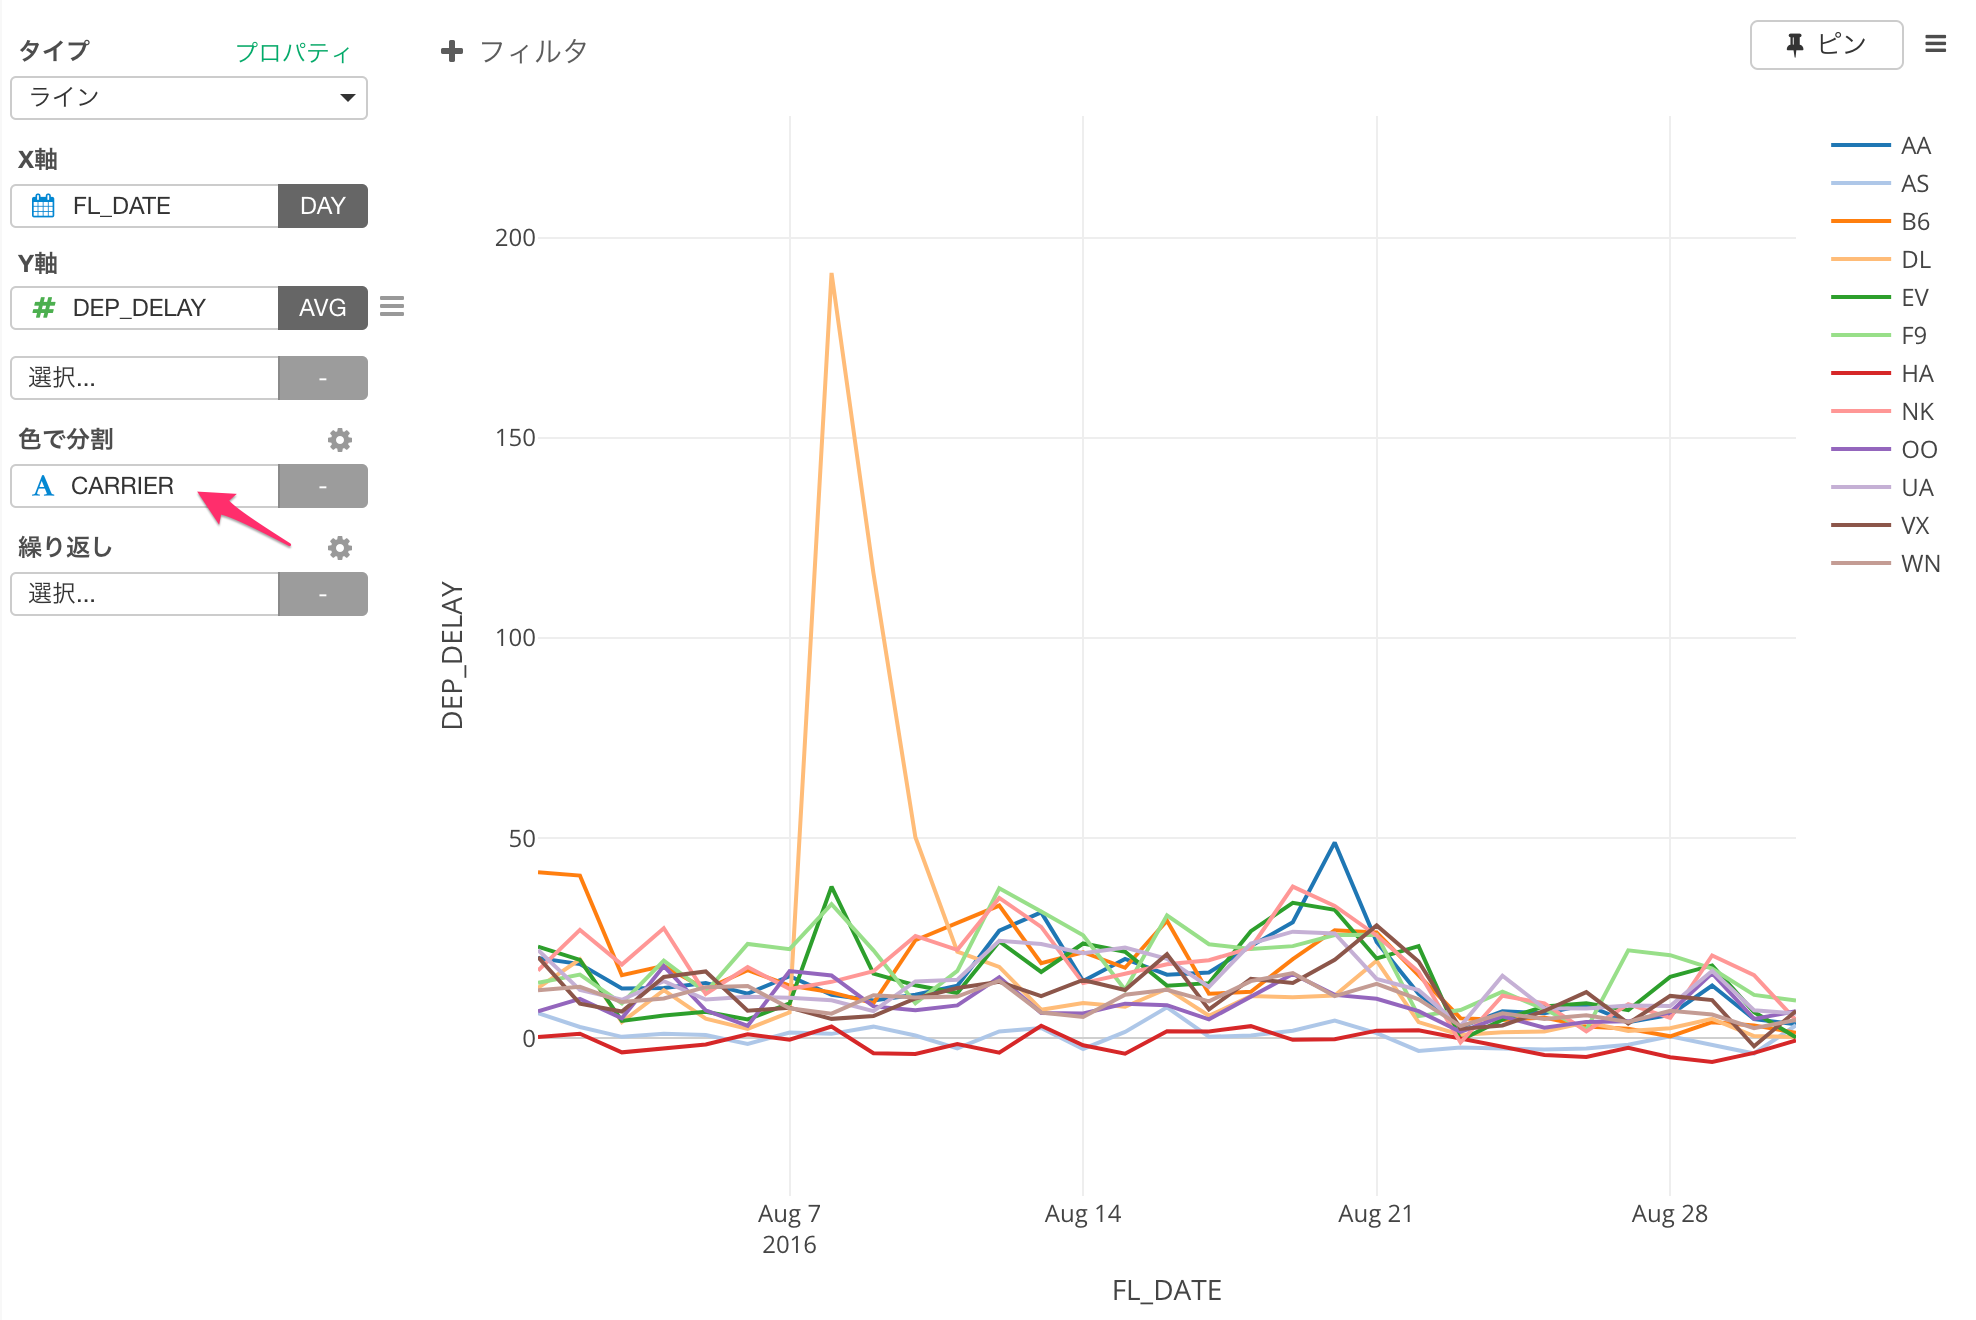 タイプ プロパティ
ライン
X軸
FL_DATE DAY
Y軸
# DEP_DELAY AVG
選択... -
色で分割
A CARRIER -
繰り返し
選択... -
フィルタ
ピン
DEP_DELAY
200
150
100
50
0
Aug 7
2016
Aug 14
Aug 21
Aug 28
FL_DATE
AA
AS
B6
DL
EV
F9
HA
NK
OO
UA
VX
WN